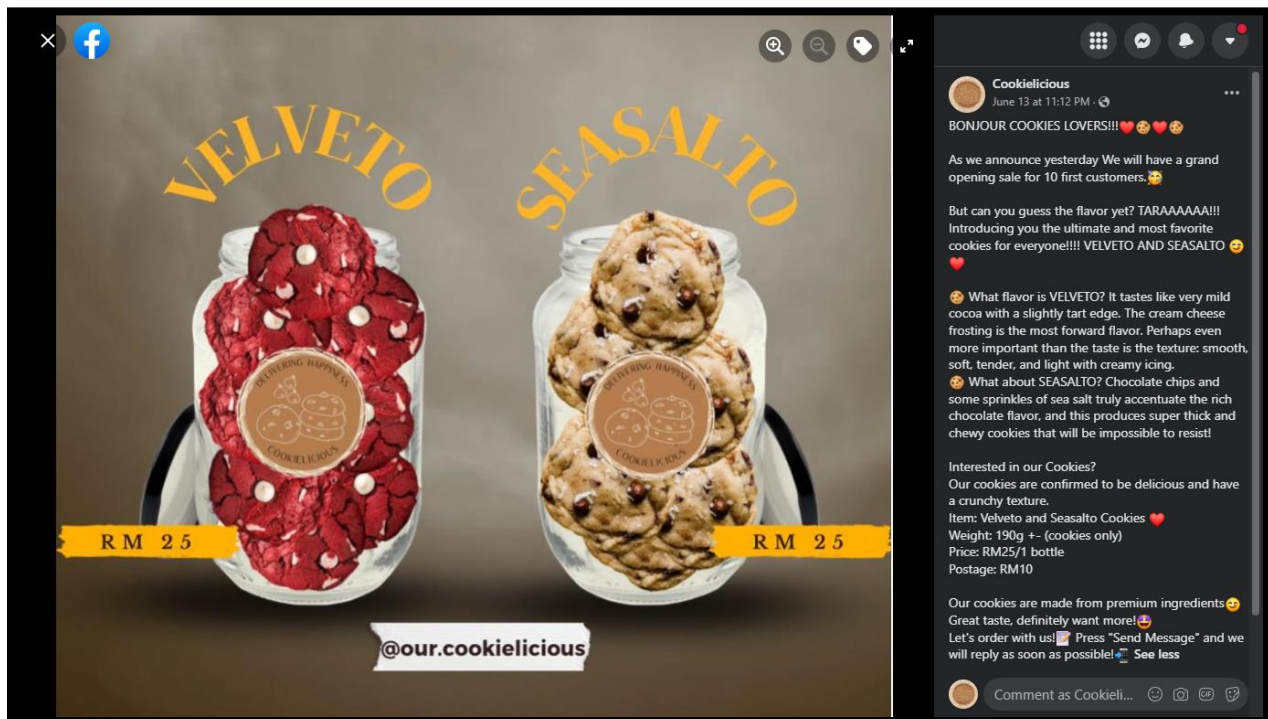 VELVETO
SEASALTO
DELIVERING HAPPINESS
COOKIELICIOUS
DELIVERING HAPPINESS
COOKIELICIOUS
RM 25
RM 25
@our.cookielicious
Cookielicious
June 13 at 11:12 PM ·
BONJOUR COOKIES LOVERS!!!❤️🍪❤️🍪
As we announce yesterday We will have a grand
opening sale for 10 first customers.🥳
But can you guess the flavor yet? TARAAAAAA!!!
Introducing you the ultimate and most favorite
cookies for everyone!!!! VELVETO AND SEASALTO 😋
❤️
🍪 What flavor is VELVETO? It tastes like very mild
cocoa with a slightly tart edge. The cream cheese
frosting is the most forward flavor. Perhaps even
more important than the taste is the texture: smooth,
soft, tender, and light with creamy icing.
🍪 What about SEASALTO? Chocolate chips and
some sprinkles of sea salt truly accentuate the rich
chocolate flavor, and this produces super thick and
chewy cookies that will be impossible to resist!
Interested in our Cookies?
Our cookies are confirmed to be delicious and have
a crunchy texture.
Item: Velveto and Seasalto Cookies ❤️
Weight: 190g +- (cookies only)
Price: RM25/1 bottle
Postage: RM10
Our cookies are made from premium ingredients😋
Great taste, definitely want more!🤩
Let's order with us!📝 Press "Send Message" and we
will reply as soon as possible!📲 See less
Comment as Cookieli...
GIF